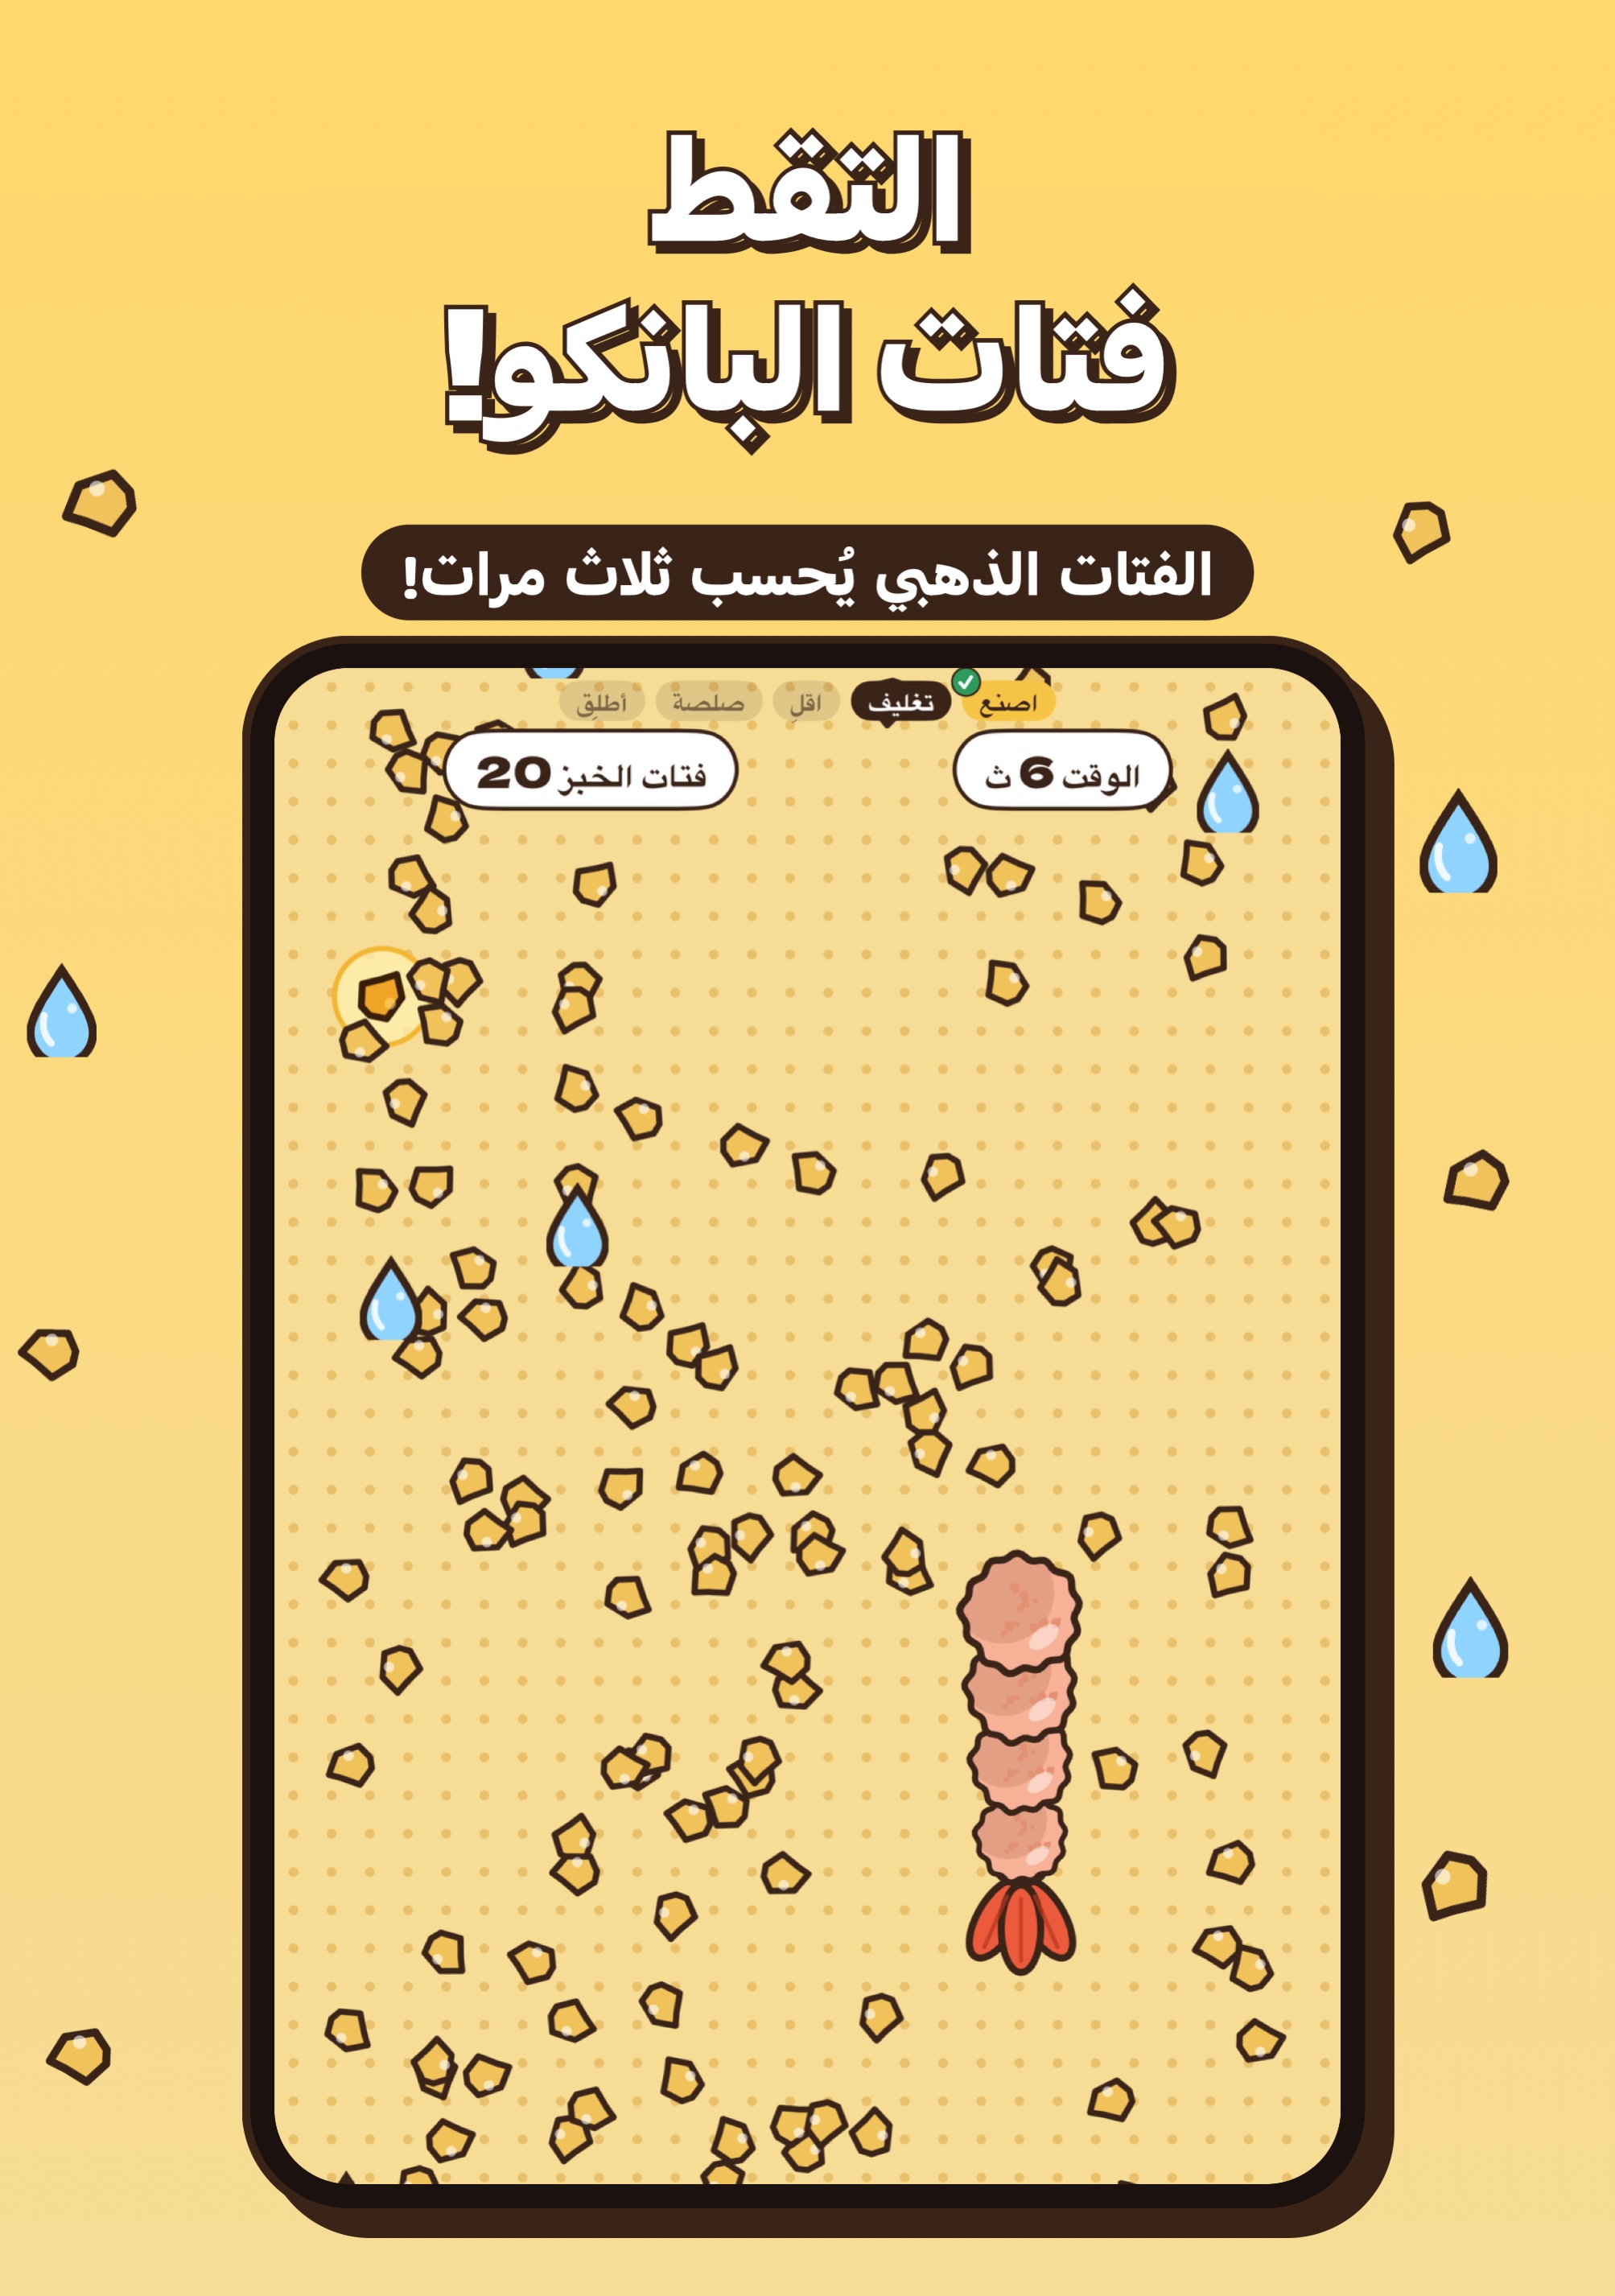 التقط
فتات البانكو!
الفتات الذهبي يُحسب ثلاث مرات!
اصنع تغليف اقلِ صلصة أطلِق
الوقت 6 ث فتات الخبز 20